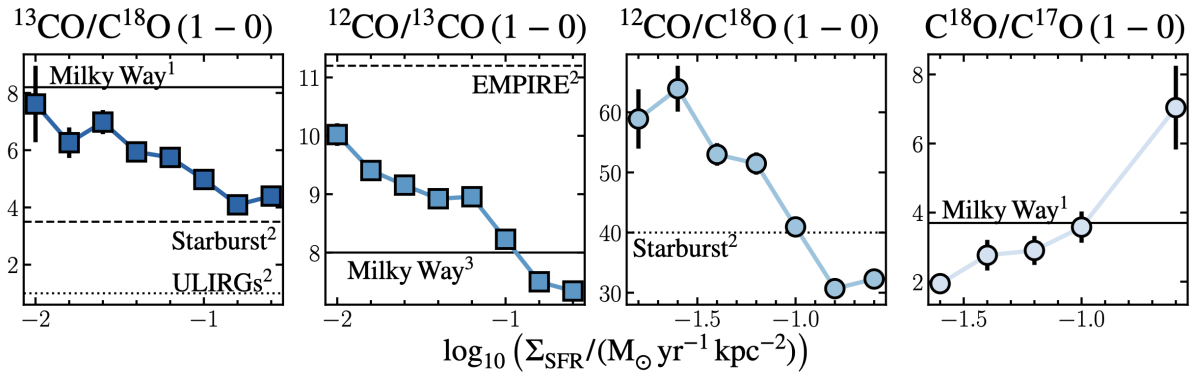 ¹³CO/C¹⁸O (1 − 0)
¹²CO/¹³CO (1 − 0)
¹²CO/C¹⁸O (1 − 0)
C¹⁸O/C¹⁷O (1 − 0)
8
6
4
2
Milky Way¹
Starburst²
ULIRGs²
−2
−1
11
10
9
8
EMPIRE²
Milky Way³
−2
−1
60
50
40
30
Starburst²
−1.5
−1.0
8
6
4
2
Milky Way¹
−1.5
−1.0
log₁₀ (Σ_SFR/(M_⊙ yr⁻¹ kpc⁻²))